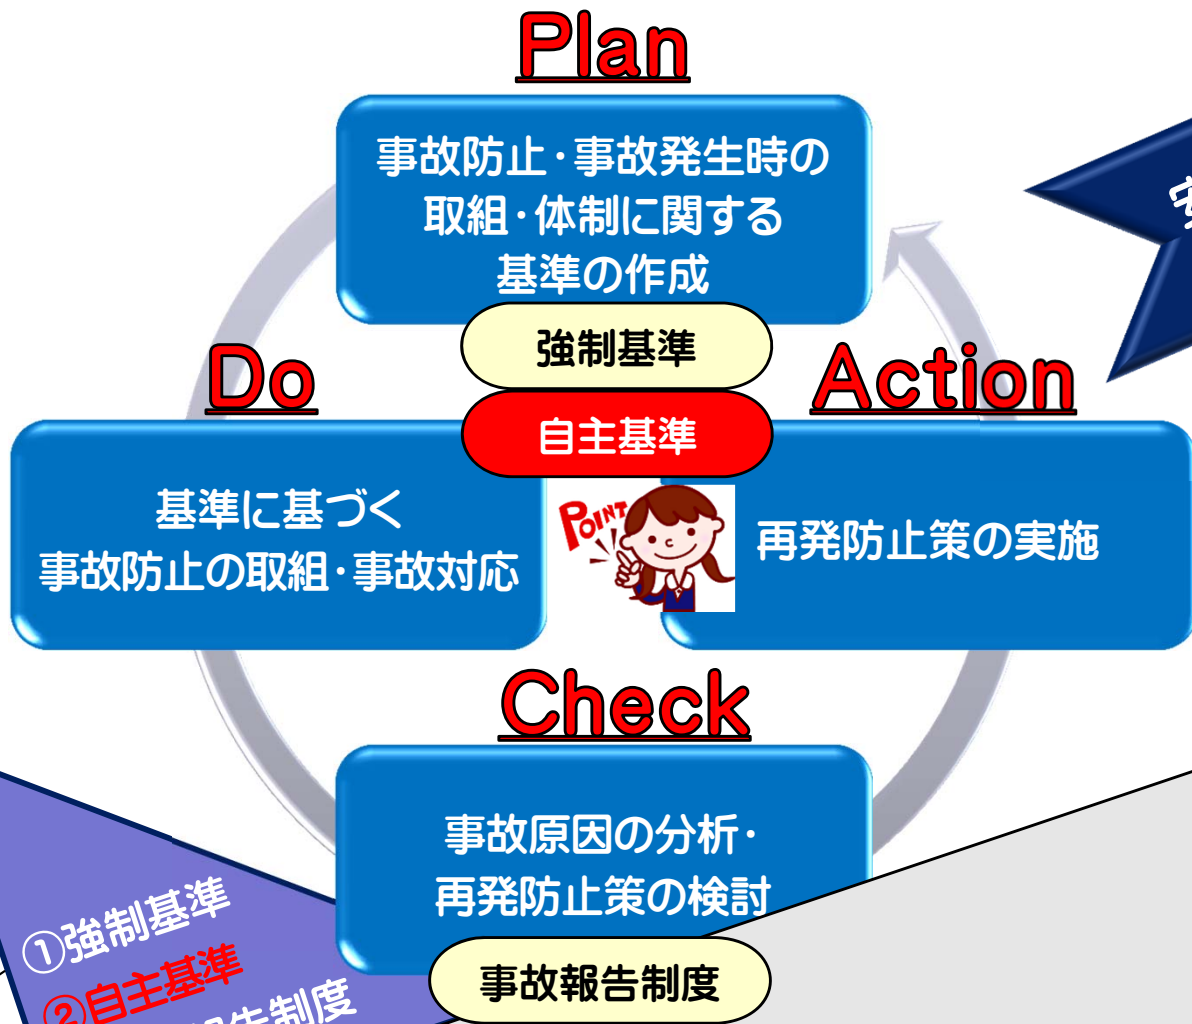 Plan
事故防止・事故発生時の
取組・体制に関する
基準の作成
強制基準
自主基準
Do
基準に基づく
事故防止の取組・事故対応
POINT
Action
再発防止策の実施
Check
事故原因の分析・
再発防止策の検討
事故報告制度
①強制基準
②自主基準
告制度